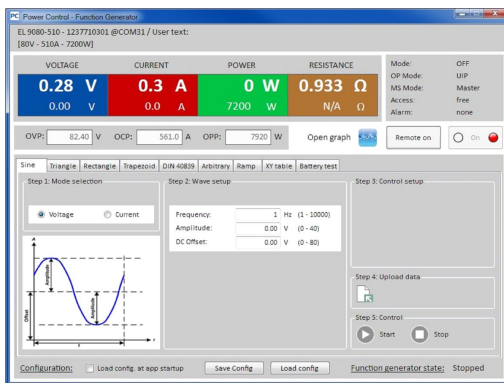 PC Power Control - Function Generator
EL 9080-510 - 1237710301 @COM31 / User text:
[80V - 510A - 7200W]
VOLTAGE CURRENT POWER RESISTANCE
0.28 V 0.3 A 0 W 0.933 Ω
0.00 V 0.0 A 7200 W N/A Ω
Mode: OFF
OP Mode: UIP
MS Mode: Master
Access: free
Alarm: none
OVP: 82.40 V OCP: 561.0 A OPP: 7920 W Open graph Remote on On
Sine Triangle Rectangle Trapezoid DIN 40839 Arbitrary Ramp XY table Battery test
Step 1: Mode selection
Voltage Current
A
Amplitude
Amplitude
Offset
t
Step 2: Wave setup
Frequency: 1 Hz (1 - 10000)
Amplitude: 0.00 V (0 - 40)
DC Offset: 0.00 V (0 - 80)
Step 3: Control setup
Step 4: Upload data
Step 5: Control
Start Stop
Configuration: Load config. at app startup Save Config Load config Function generator state: Stopped